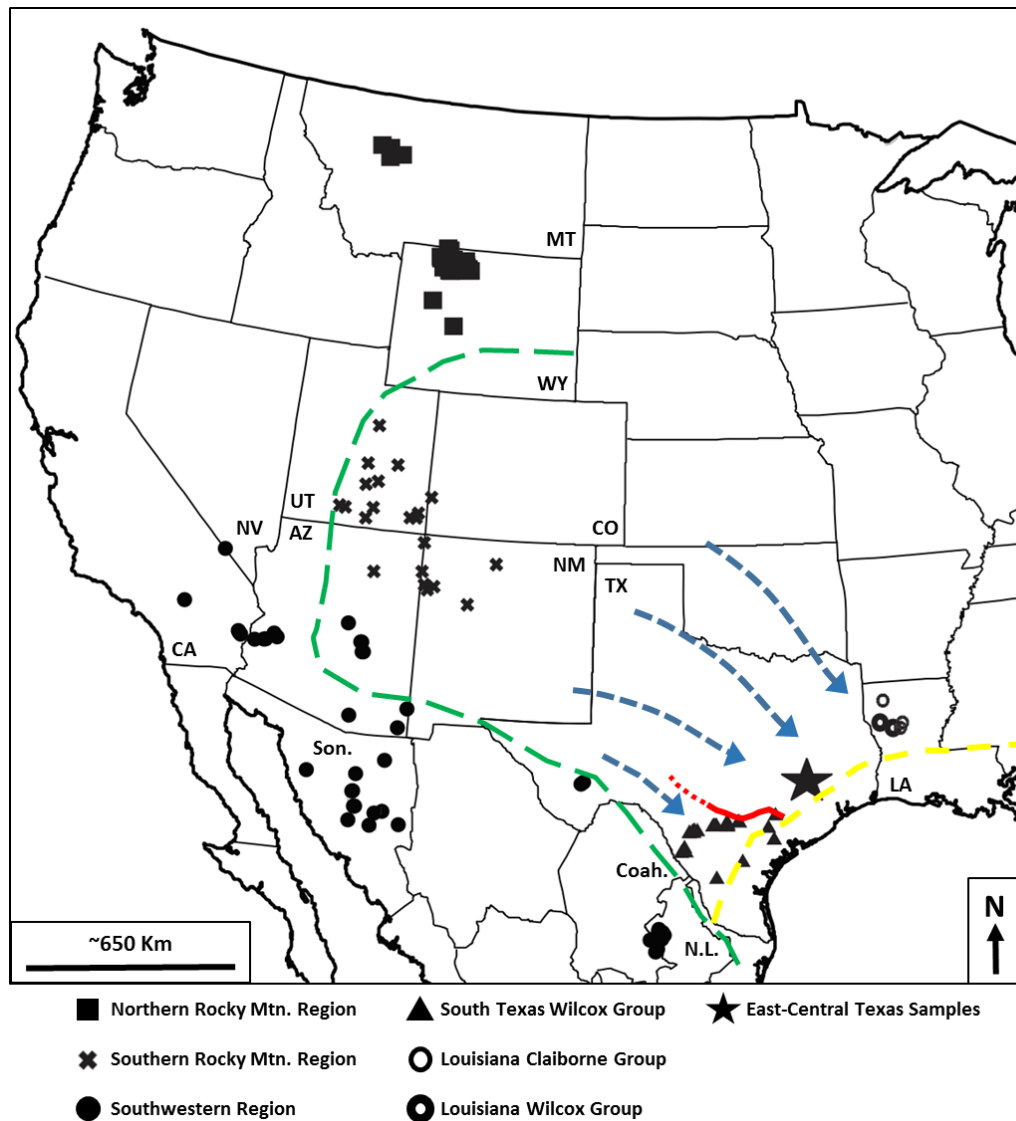 MT
WY
UT
NV
AZ
CO
NM
TX
CA
Son.
LA
Coah.
N.L.
~650 Km
N
Northern Rocky Mtn. Region
South Texas Wilcox Group
East-Central Texas Samples
Southern Rocky Mtn. Region
Louisiana Claiborne Group
Southwestern Region
Louisiana Wilcox Group